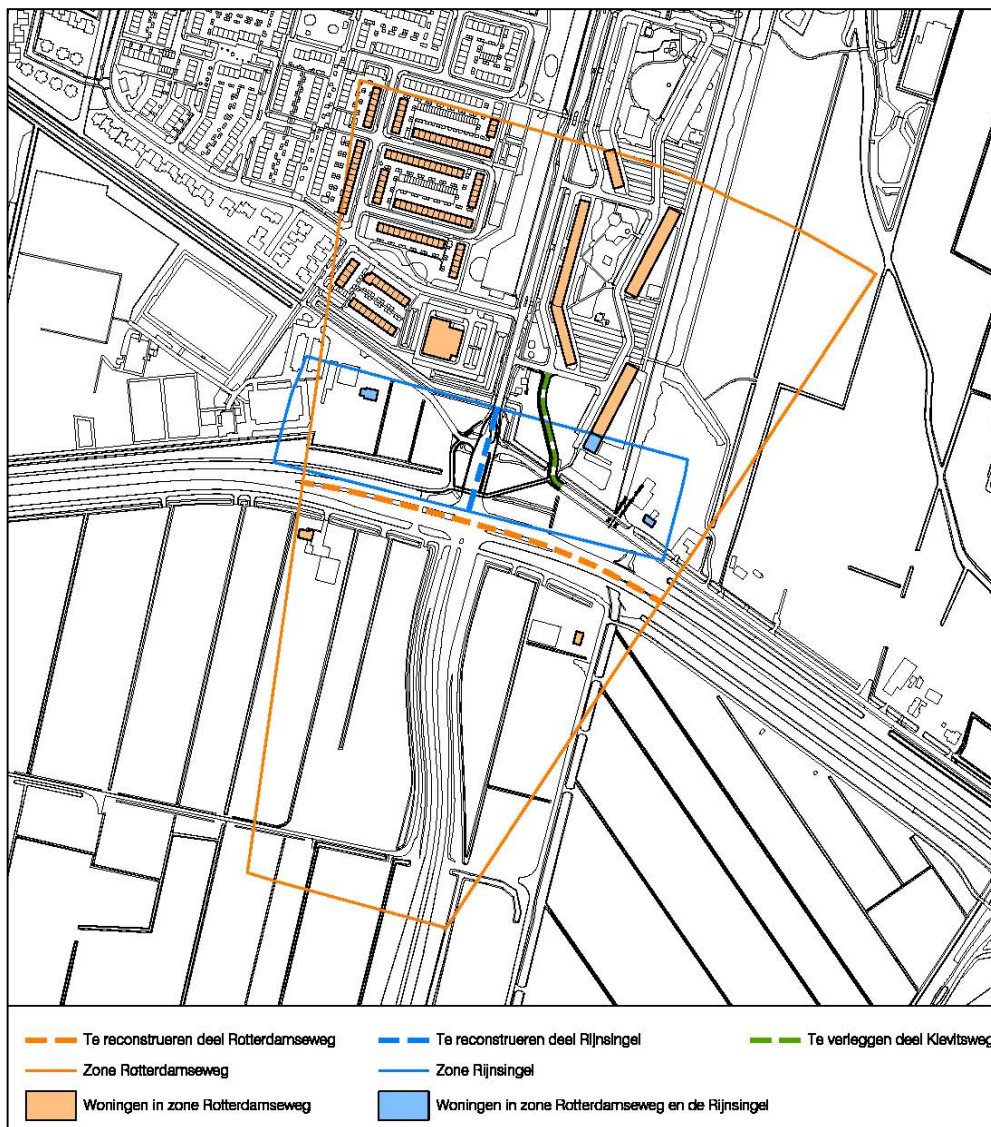 Te reconstrueren deel Rotterdamseweg
Te reconstrueren deel Rijnsingel
Te verleggen deel Kievitsweg
Zone Rotterdamseweg
Zone Rijnsingel
Woningen in zone Rotterdamseweg
Woningen in zone Rotterdamseweg en de Rijnsingel